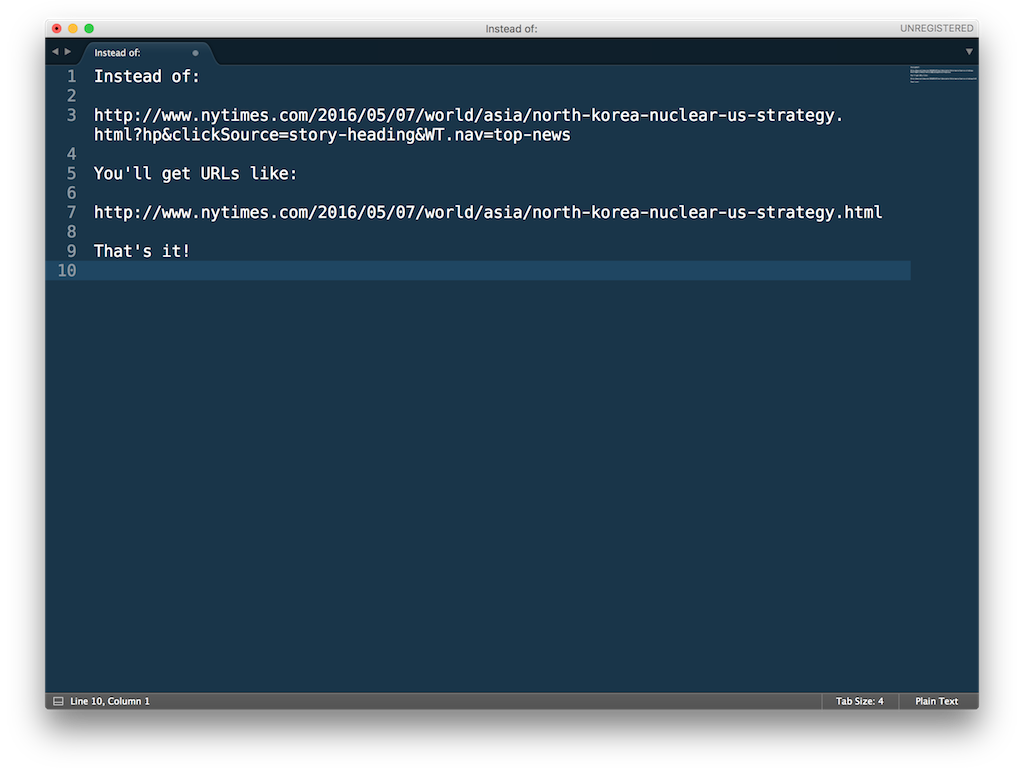 Instead of:
UNREGISTERED
Instead of:
1 Instead of:
2
3 http://www.nytimes.com/2016/05/07/world/asia/north-korea-nuclear-us-strategy.
html?hp&clickSource=story-heading&WT.nav=top-news
4
5 You'll get URLs like:
6
7 http://www.nytimes.com/2016/05/07/world/asia/north-korea-nuclear-us-strategy.html
8
9 That's it!
10
Line 10, Column 1
Tab Size: 4
Plain Text